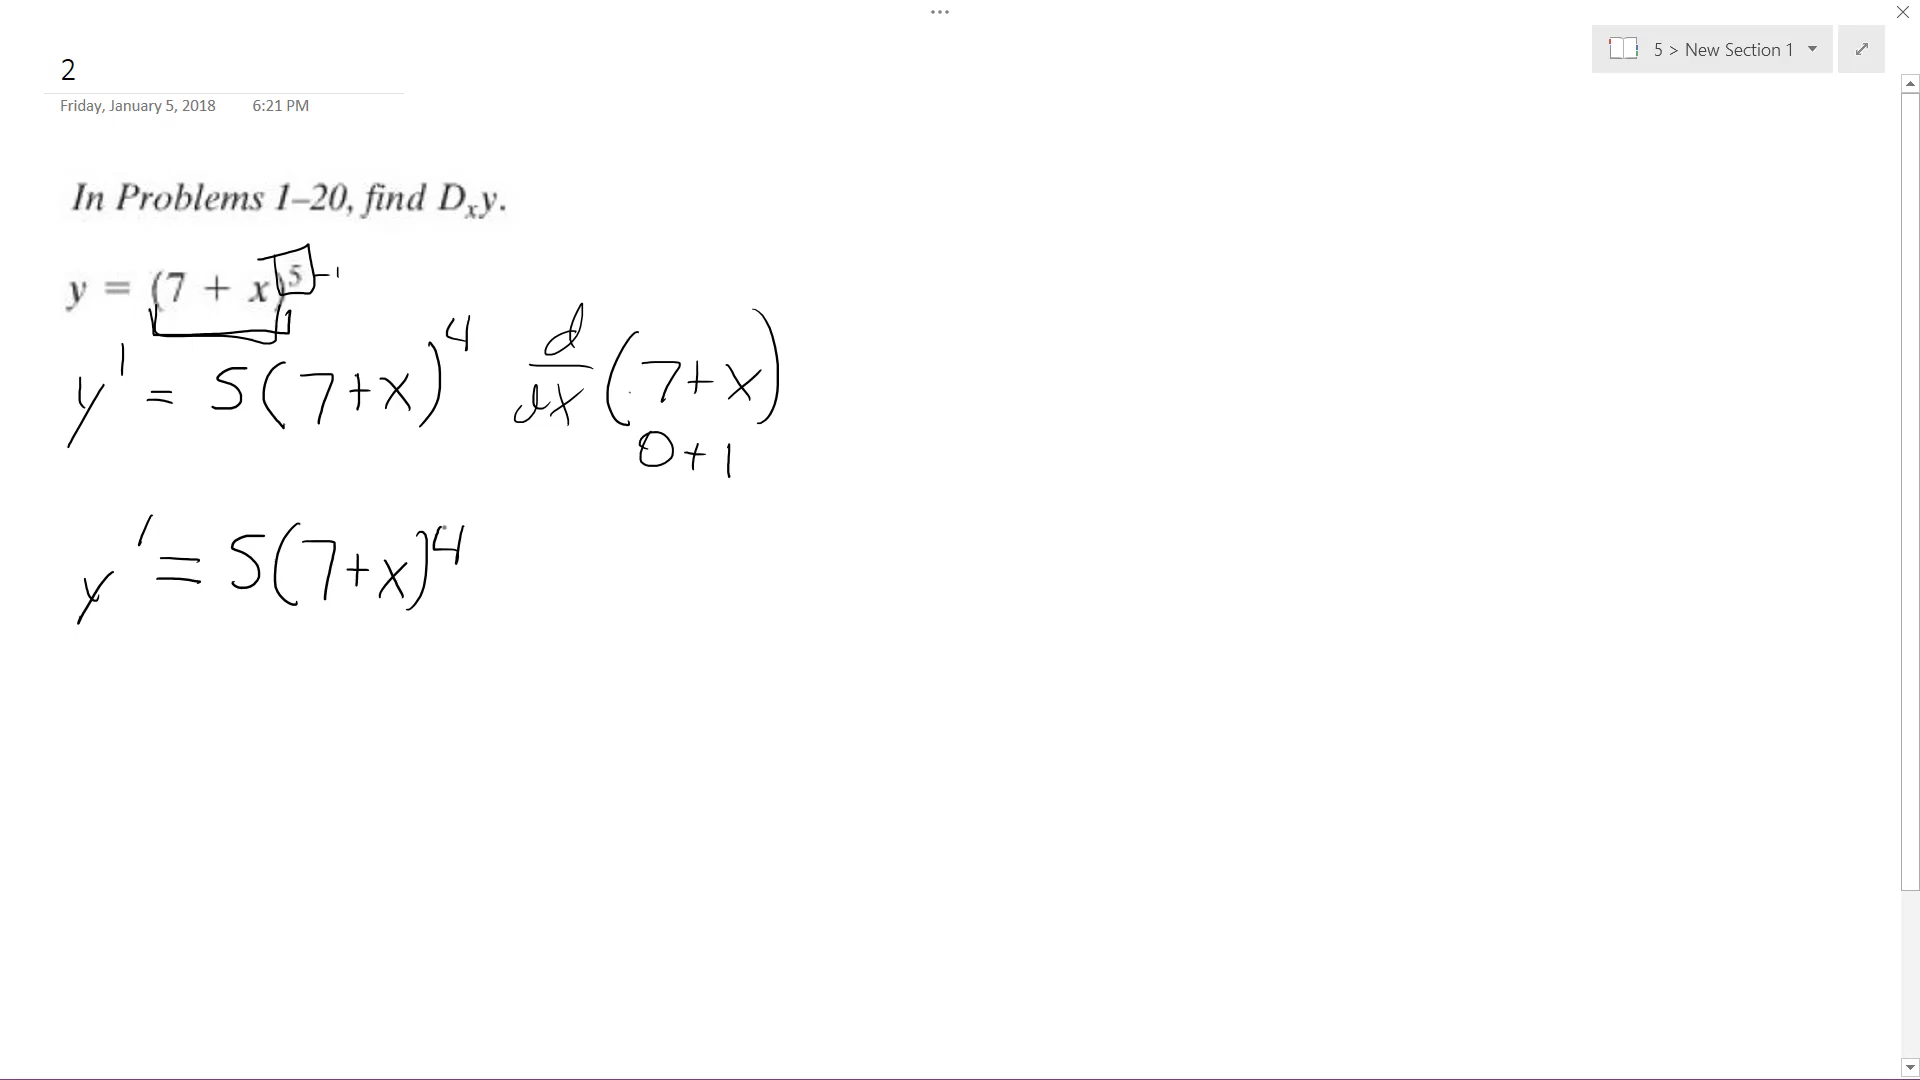 5 > New Section 1
2
Friday, January 5, 2018 6:21 PM
In Problems 1–20, find Dₓy.
y = (7 + x)⁵ -1
y' = 5(7+x)⁴ d/dx (7+x)
0+1
y' = 5(7+x)⁴